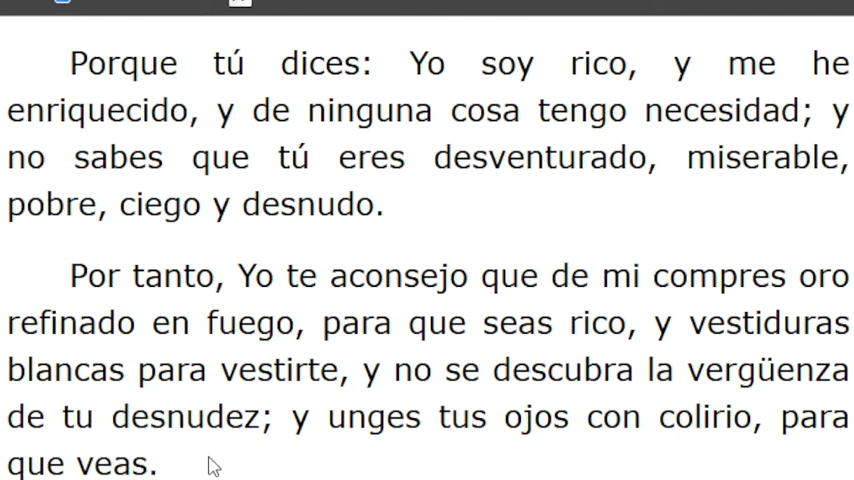 Porque tú dices: Yo soy rico, y me he
enriquecido, y de ninguna cosa tengo necesidad; y
no sabes que tú eres desventurado, miserable,
pobre, ciego y desnudo.
Por tanto, Yo te aconsejo que de mi compres oro
refinado en fuego, para que seas rico, y vestiduras
blancas para vestirte, y no se descubra la vergüenza
de tu desnudez; y unges tus ojos con colirio, para
que veas.